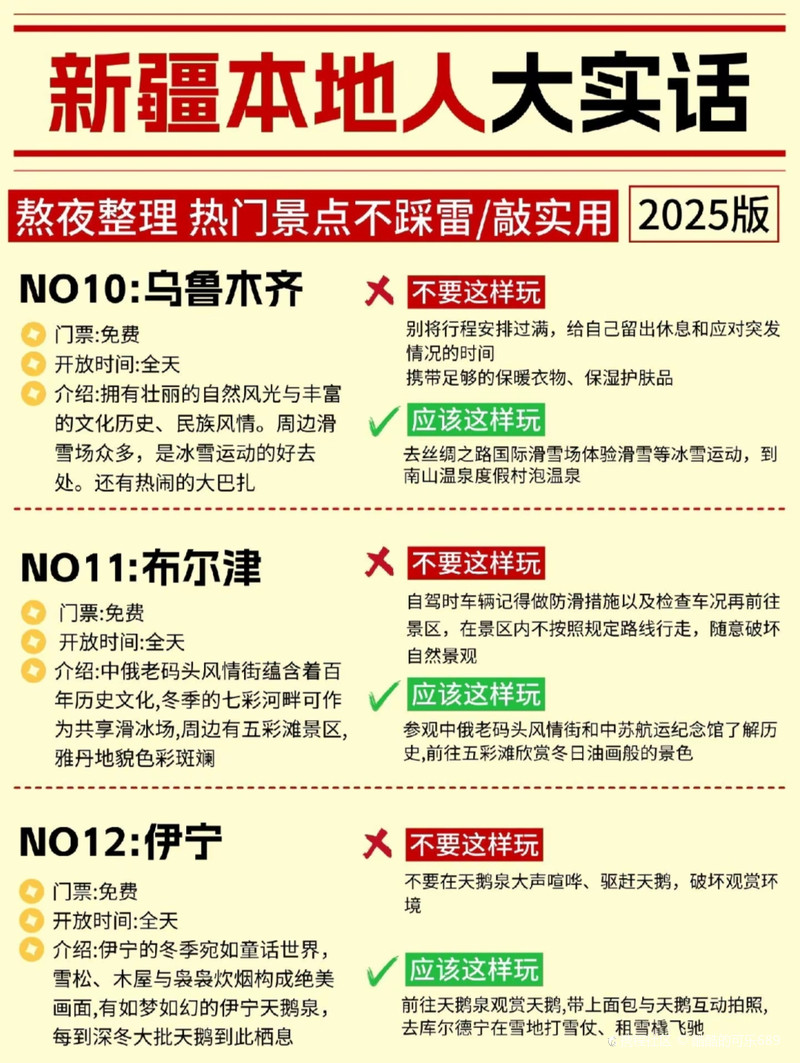 新疆本地人大实话
熬夜整理 热门景点不踩雷/敲实用
2025版
NO10:乌鲁木齐
门票:免费
开放时间:全天
介绍:拥有壮丽的自然风光与丰富
的文化历史、民族风情。周边滑
雪场众多，是冰雪运动的好去
处。还有热闹的大巴扎
不要这样玩
别将行程安排过满，给自己留出休息和应对突发
情况的时间
携带足够的保暖衣物、保湿护肤品
应该这样玩
去丝绸之路国际滑雪场体验滑雪等冰雪运动，到
南山温泉度假村泡温泉
NO11:布尔津
门票:免费
开放时间:全天
介绍:中俄老码头风情街蕴含着百
年历史文化,冬季的七彩河畔可作
为共享滑冰场,周边有五彩滩景区,
雅丹地貌色彩斑斓
不要这样玩
自驾时车辆记得做防滑措施以及检查车况再前往
景区，在景区内不按照规定路线行走，随意破坏
自然景观
应该这样玩
参观中俄老码头风情街和中苏航运纪念馆了解历
史,前往五彩滩欣赏冬日油画般的景色
NO12:伊宁
门票:免费
开放时间:全天
介绍:伊宁的冬季宛如童话世界，
雪松、木屋与袅袅炊烟构成绝美
画面,有如梦如幻的伊宁天鹅泉，
每到深冬大批天鹅到此栖息
不要这样玩
不要在天鹅泉大声喧哗、驱赶天鹅，破坏观赏环
境
应该这样玩
前往天鹅泉观赏天鹅,带上面包与天鹅互动拍照,
去库尔德宁在雪地打雪仗、租雪橇飞驰